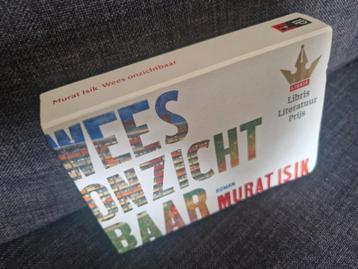 Murat Isik Wees onzichtbaar
WEES
ONZICHT
BAAR
ROMAN
MURAT ISIK
WINNAAR
Libris
Literatuur
Prijs